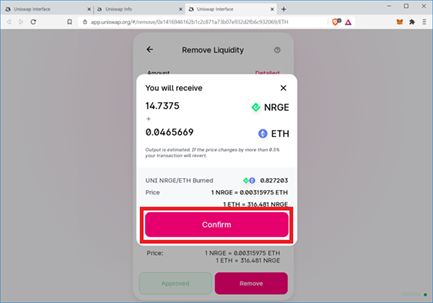 Uniswap Interface
Uniswap Info
Uniswap Interface
app.uniswap.org/#/remove/0x1416946162b1c2c871a73b07e932d2fb6c932069/ETH
Remove Liquidity
Amount
Detailed
You will receive
14.7375
NRGE
+
0.0465669
ETH
Output is estimated. If the price changes by more than 0.5%
your transaction will revert.
UNI NRGE/ETH Burned
0.827203
Price
1 NRGE = 0.00315975 ETH
1 ETH = 316.481 NRGE
Confirm
Price:
1 NRGE = 0.00315975 ETH
1 ETH = 316.481 NRGE
Approved
Remove